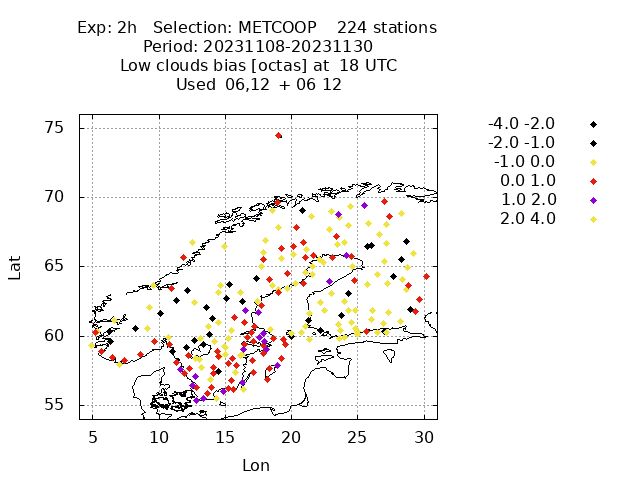 Exp: 2h Selection: METCOOP 224 stations
Period: 20231108-20231130
Low clouds bias [octas] at 18 UTC
Used 06,12 + 06 12
-4.0 -2.0
-2.0 -1.0
-1.0 0.0
0.0 1.0
1.0 2.0
2.0 4.0
75
70
65
60
55
Lat
5 10 15 20 25 30
Lon